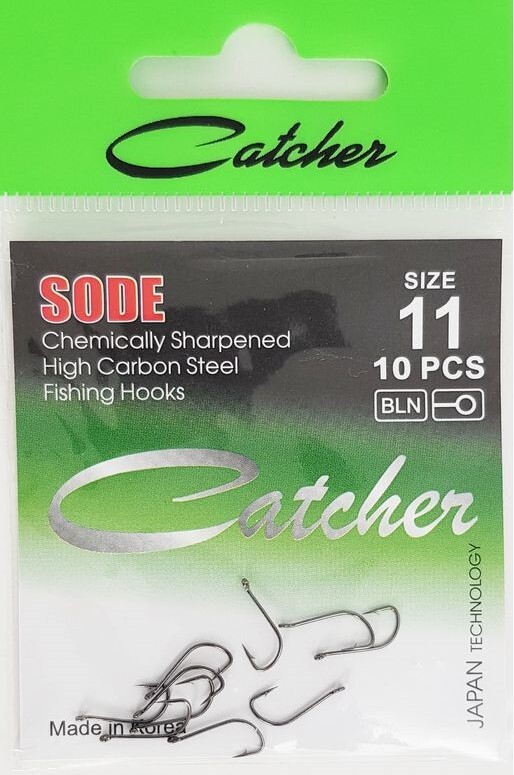 Catcher
SODE
Chemically Sharpened
High Carbon Steel
Fishing Hooks
SIZE
11
10 PCS
BLN
Catcher
JAPAN TECHNOLOGY
Made in Korea